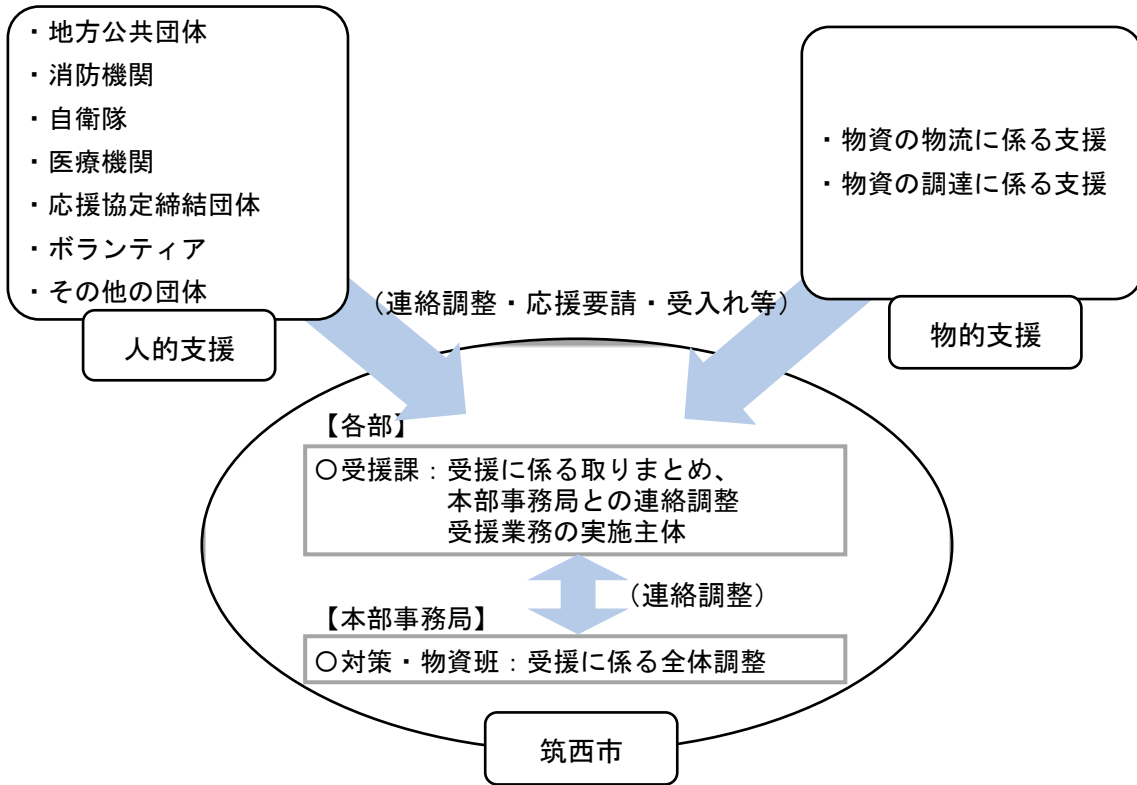 ・地方公共団体
・消防機関
・自衛隊
・医療機関
・応援協定締結団体
・ボランティア
・その他の団体
人的支援
・物資の物流に係る支援
・物資の調達に係る支援
物的支援
（連絡調整・応援要請・受入れ等）
【各部】
○受援課：受援に係る取りまとめ、
本部事務局との連絡調整
受援業務の実施主体
（連絡調整）
【本部事務局】
○対策・物資班：受援に係る全体調整
筑西市